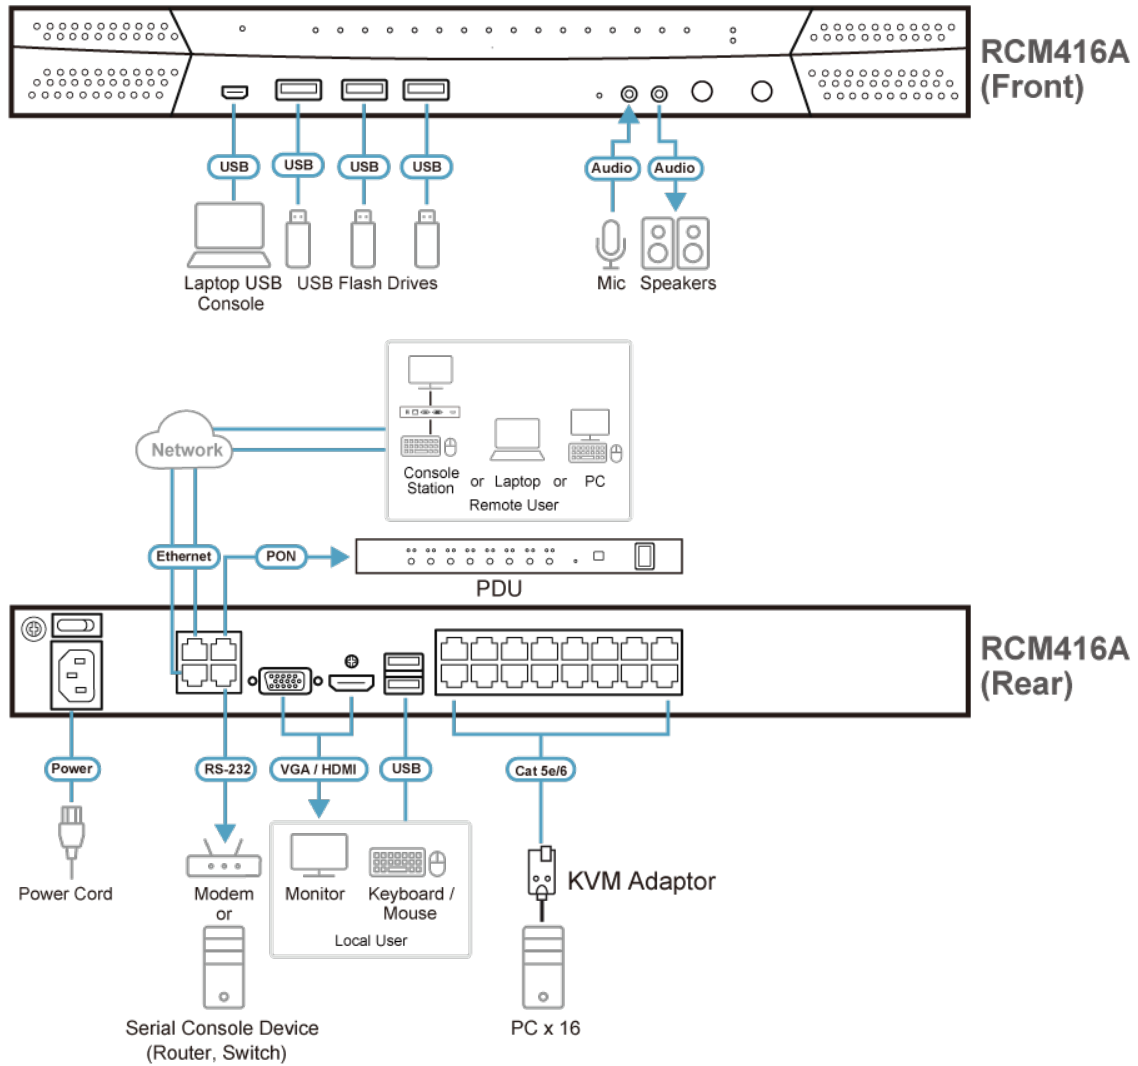 RCM416A
(Front)
USB
USB
USB
USB
Audio
Audio
Laptop USB
Console
USB Flash Drives
Mic
Speakers
Network
Console
Station
or
Laptop
or
PC
Remote User
Ethernet
PON
PDU
RCM416A
(Rear)
Power
RS-232
VGA / HDMI
USB
Cat 5e/6
Power Cord
Modem
or
Monitor
Keyboard /
Mouse
Local User
KVM Adaptor
Serial Console Device
(Router, Switch)
PC x 16